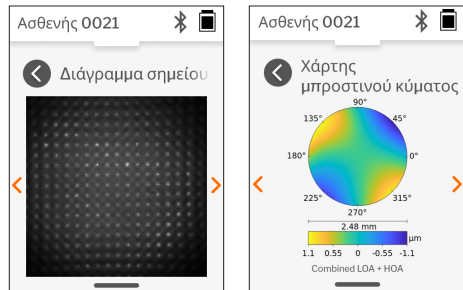 Ασθενής 0021
Διάγραμμα σημείου
Ασθενής 0021
Χάρτης
μπροστινού κύματος
90°
135° 45°
180° 0°
225° 315°
270°
2.48 mm
μm
1.1 0.55 0 -0.55 -1.1
Combined LOA + HOA